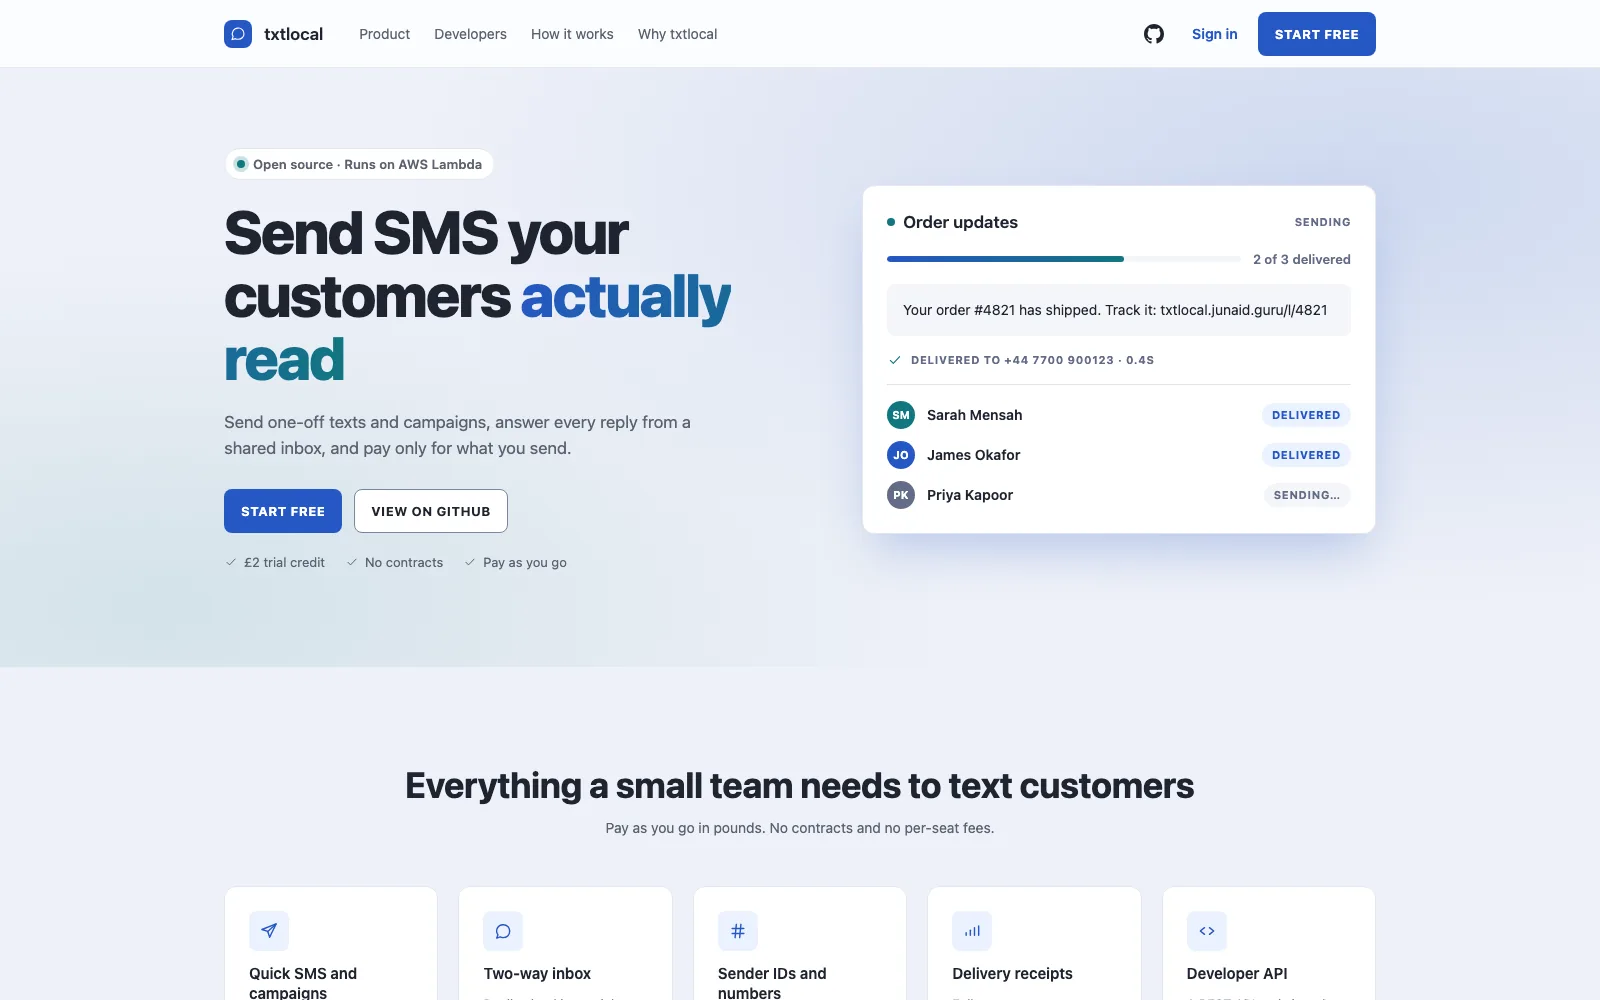 txtlocal
Product
Developers
How it works
Why txtlocal
Sign in
START FREE
Open source · Runs on AWS Lambda
Send SMS your
customers actually
read
Send one-off texts and campaigns, answer every reply from a
shared inbox, and pay only for what you send.
START FREE
VIEW ON GITHUB
£2 trial credit
No contracts
Pay as you go
Order updates
SENDING
2 of 3 delivered
Your order #4821 has shipped. Track it: txtlocal.junaid.guru/l/4821
DELIVERED TO +44 7700 900123 · 0.4S
SM
Sarah Mensah
DELIVERED
JO
James Okafor
DELIVERED
PK
Priya Kapoor
SENDING...
Everything a small team needs to text customers
Pay as you go in pounds. No contracts and no per-seat fees.
Quick SMS and
campaigns
Two-way inbox
Sender IDs and
numbers
Delivery receipts
Developer API